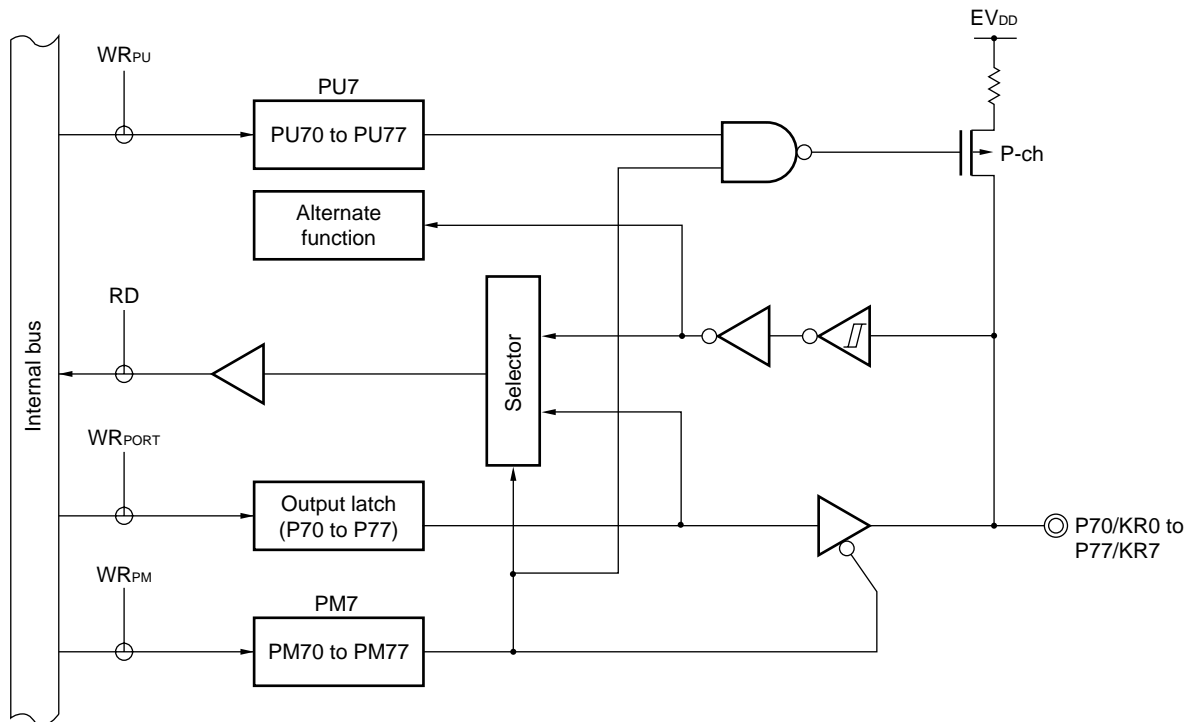 EVDD
WRPU
PU7
PU70 to PU77
P-ch
Alternate
function
RD
Selector
Internal bus
WRPORT
Output latch
(P70 to P77)
P70/KR0 to
P77/KR7
WRPM
PM7
PM70 to PM77